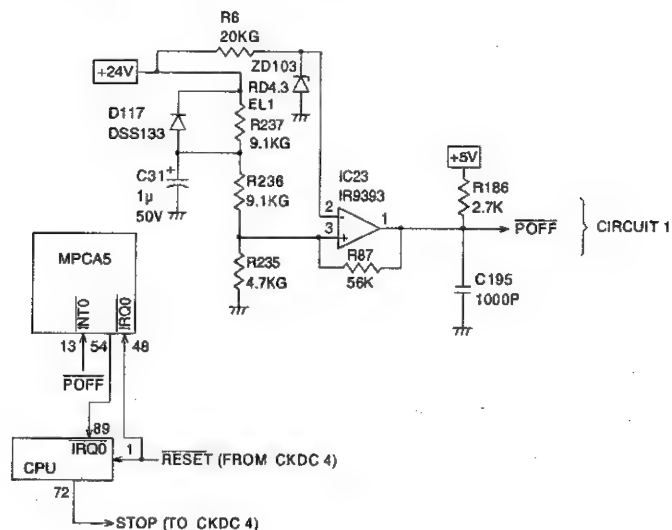 R6
20KG
+24V
ZD103
RD4.3
EL1
D117
DSS133
R237
9.1KG
C31
+
1μ
50V
R236
9.1KG
IC23
IR9393
2
-
3
+
1
+5V
R186
2.7K
POFF
CIRCUIT 1
R87
56K
R235
4.7KG
C195
1000P
MPCA5
INT0
IRQ0
13
54
48
POFF
89
IRQ0
1
RESET (FROM CKDC 4)
CPU
72
STOP (TO CKDC 4)